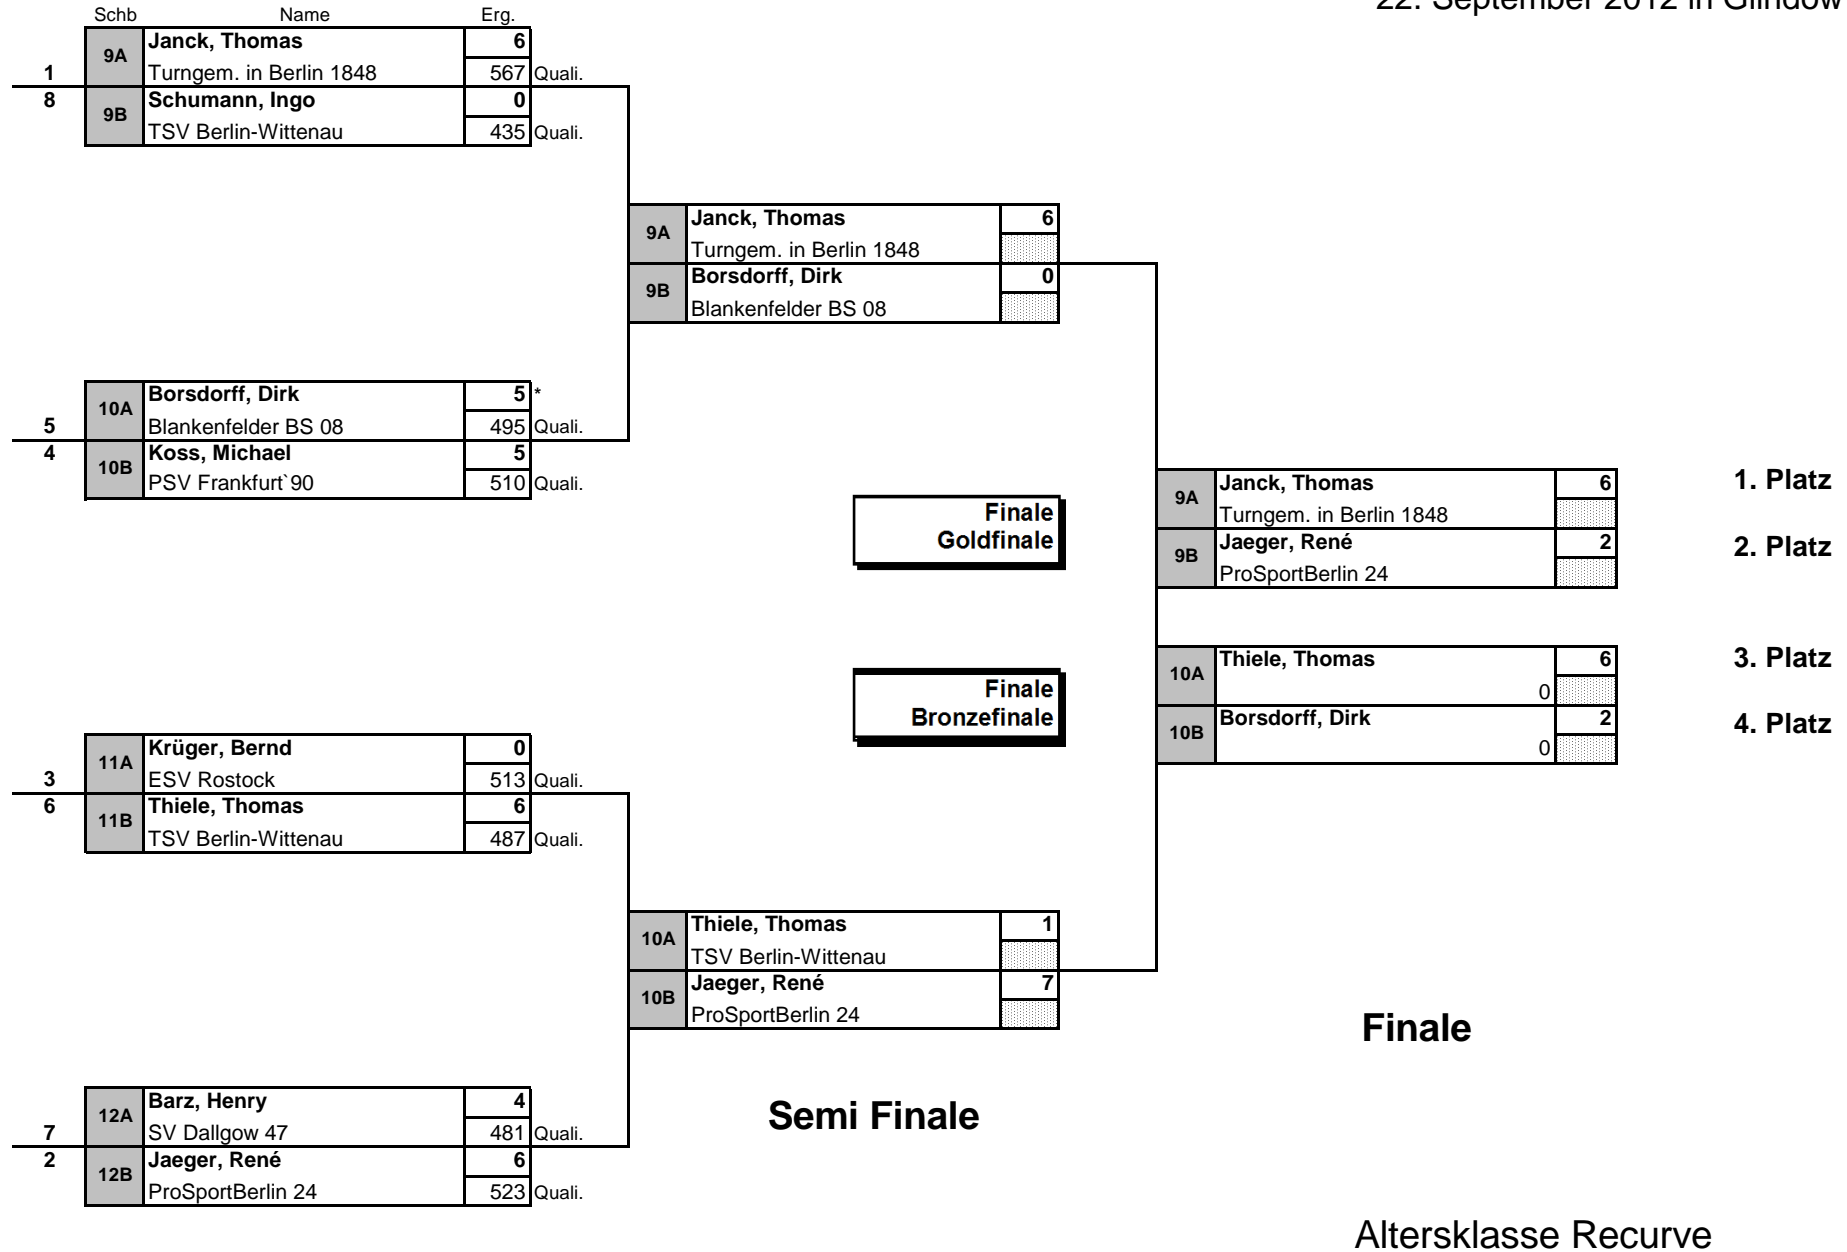 22. September 2012 in Glindow
Schb Name Erg.
9A Janck, Thomas 6
1 Turngem. in Berlin 1848 567 Quali.
8 9B Schumann, Ingo 0
TSV Berlin-Wittenau 435 Quali.
9A Janck, Thomas 6
Turngem. in Berlin 1848
9B Borsdorff, Dirk 0
Blankenfelder BS 08
10A Borsdorff, Dirk 5 *
5 Blankenfelder BS 08 495 Quali.
4 10B Koss, Michael 5
PSV Frankfurt`90 510 Quali.
Finale
Goldfinale
9A Janck, Thomas 6 1. Platz
Turngem. in Berlin 1848
9B Jaeger, René 2 2. Platz
ProSportBerlin 24
Finale
Bronzefinale
10A Thiele, Thomas 6 3. Platz
0
10B Borsdorff, Dirk 2 4. Platz
0
11A Krüger, Bernd 0
3 ESV Rostock 513 Quali.
6 11B Thiele, Thomas 6
TSV Berlin-Wittenau 487 Quali.
10A Thiele, Thomas 1
TSV Berlin-Wittenau
10B Jaeger, René 7
ProSportBerlin 24
Finale
12A Barz, Henry 4
7 SV Dallgow 47 481 Quali.
2 12B Jaeger, René 6
ProSportBerlin 24 523 Quali.
Semi Finale
Altersklasse Recurve